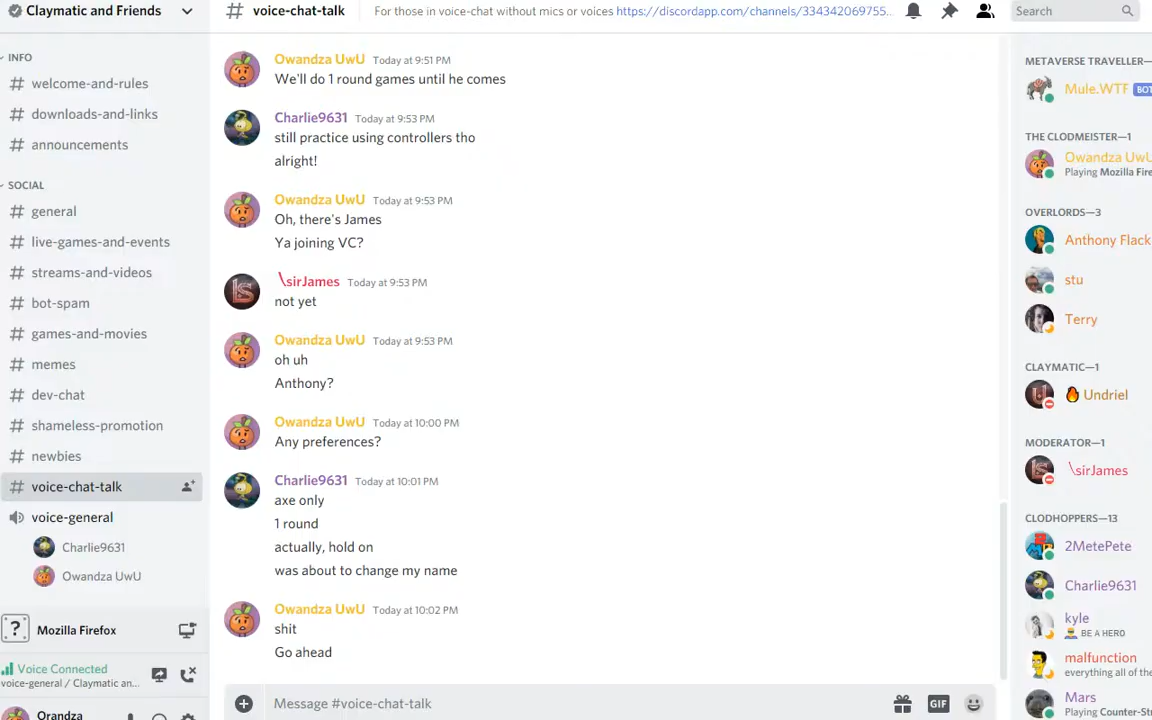 Claymatic and Friends
INFO
# welcome-and-rules
# downloads-and-links
# announcements
SOCIAL
# general
# live-games-and-events
# streams-and-videos
# bot-spam
# games-and-movies
# memes
# dev-chat
# shameless-promotion
# newbies
# voice-chat-talk
voice-general
Charlie9631
Owandza UwU
?
Mozilla Firefox
Voice Connected
voice-general / Claymatic an...
Orandza
# voice-chat-talk
For those in voice-chat without mics or voices https://discordapp.com/channels/334342069755...
Search
Owandza UwU Today at 9:51 PM
We'll do 1 round games until he comes
Charlie9631 Today at 9:53 PM
still practice using controllers tho
alright!
Owandza UwU Today at 9:53 PM
Oh, there's James
Ya joining VC?
\sirJames Today at 9:53 PM
not yet
Owandza UwU Today at 9:53 PM
oh uh
Anthony?
Owandza UwU Today at 10:00 PM
Any preferences?
Charlie9631 Today at 10:01 PM
axe only
1 round
actually, hold on
was about to change my name
Owandza UwU Today at 10:02 PM
shit
Go ahead
Message #voice-chat-talk
GIF
METAVERSE TRAVELLER—
Mule.WTF BOT
THE CLODMEISTER—1
Owandza UwU
Playing Mozilla Fire
OVERLORDS—3
Anthony Flack
stu
Terry
CLAYMATIC—1
Undriel
MODERATOR—1
\sirJames
CLODHOPPERS—13
2MetePete
Charlie9631
kyle
BE A HERO
malfunction
everything all of the
Mars
Playing Counter-Str